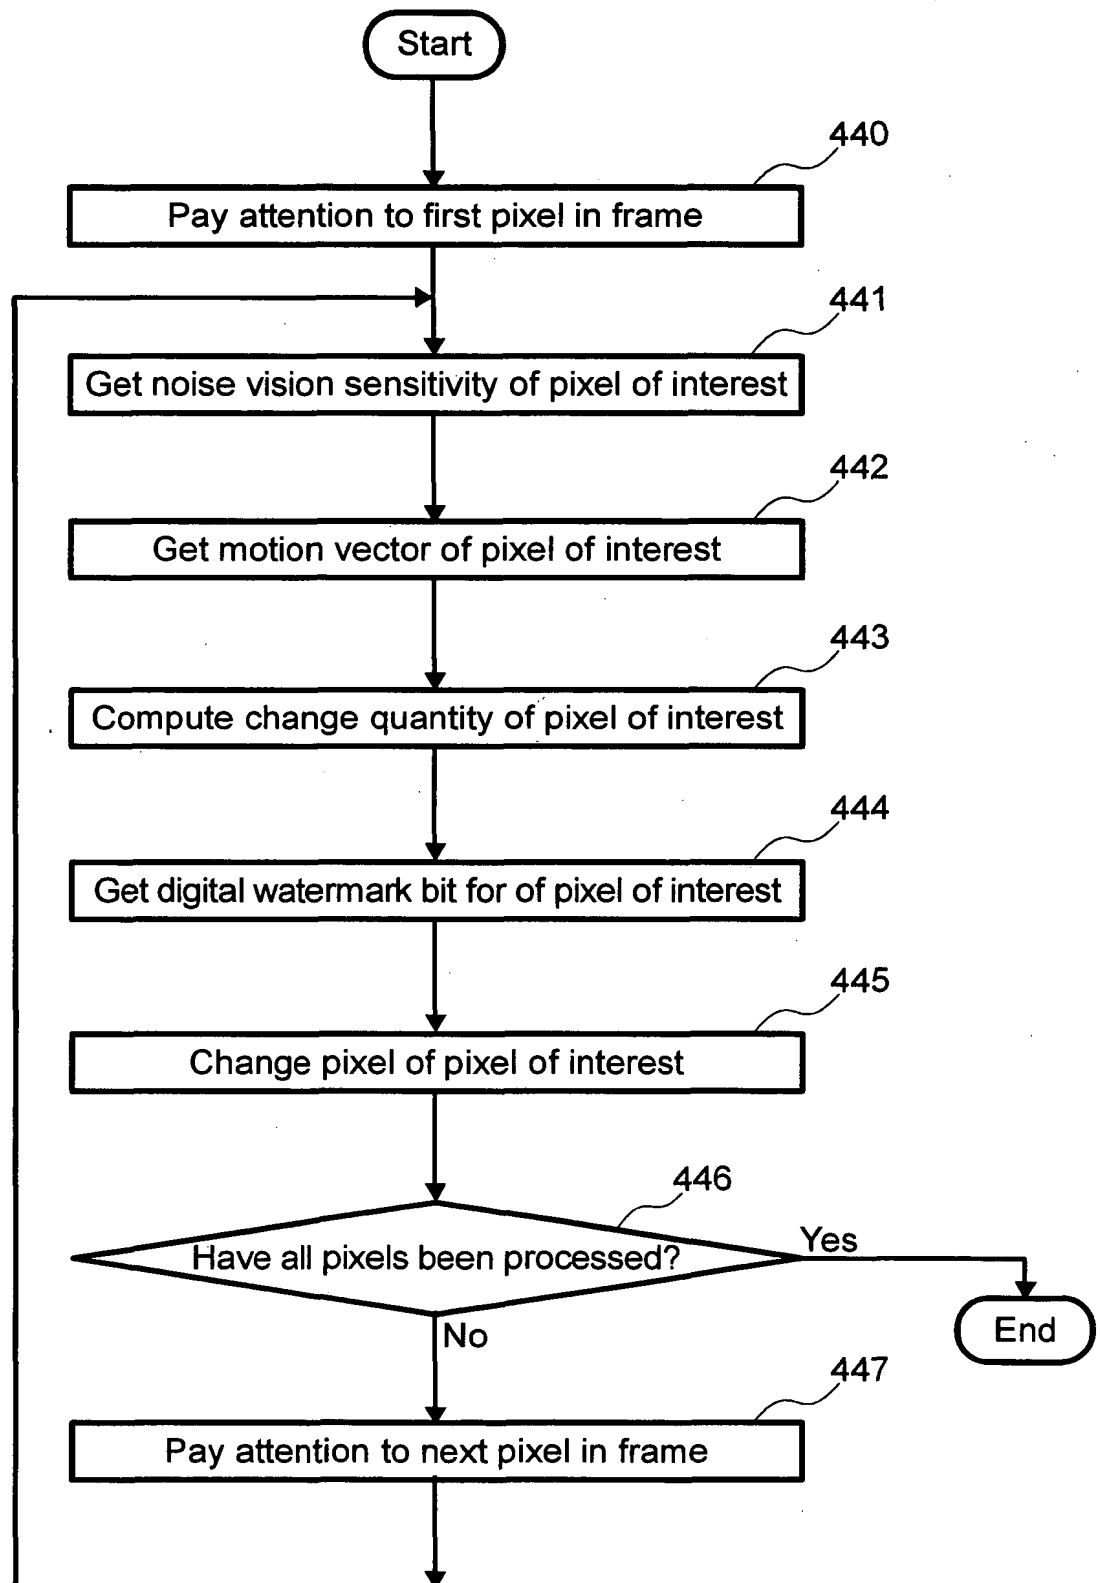 Start
440
Pay attention to first pixel in frame
441
Get noise vision sensitivity of pixel of interest
442
Get motion vector of pixel of interest
443
Compute change quantity of pixel of interest
444
Get digital watermark bit for of pixel of interest
445
Change pixel of pixel of interest
446
Have all pixels been processed?
Yes
End
No
447
Pay attention to next pixel in frame